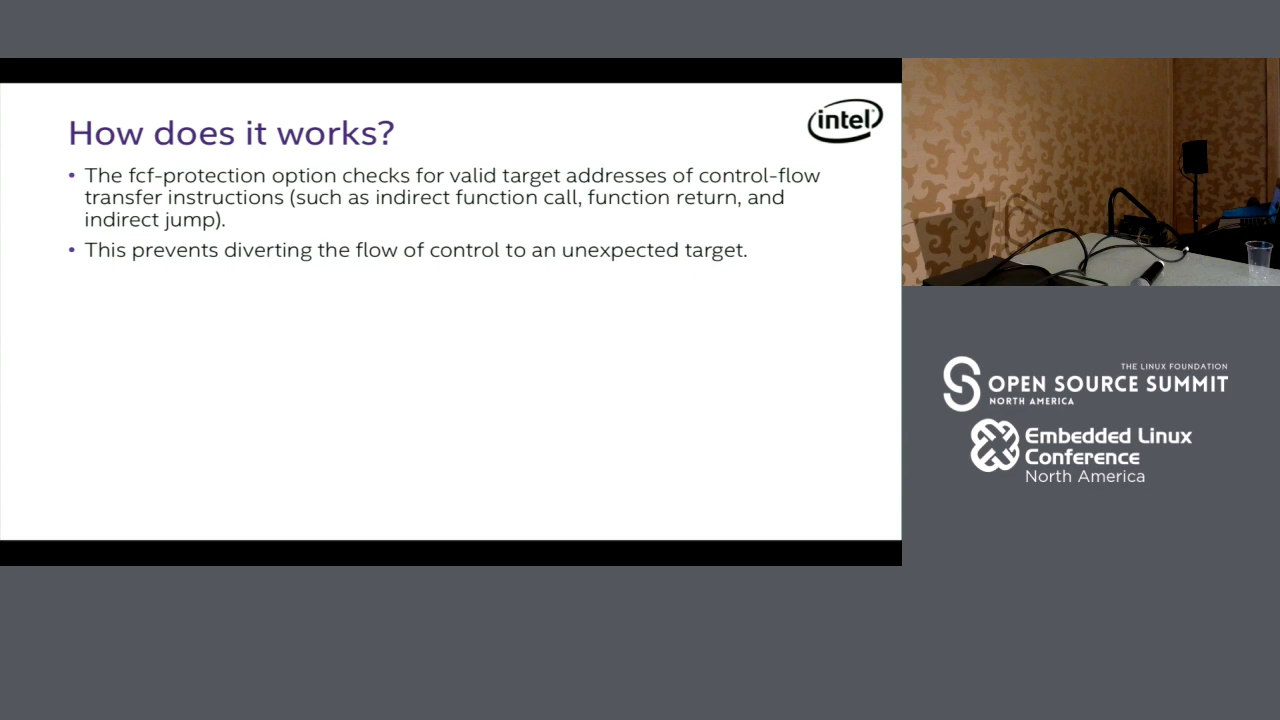 How does it works?
intel
• The fcf-protection option checks for valid target addresses of control-flow
transfer instructions (such as indirect function call, function return, and
indirect jump).
• This prevents diverting the flow of control to an unexpected target.
THE LINUX FOUNDATION
OPEN SOURCE SUMMIT
NORTH AMERICA
Embedded Linux
Conference
North America